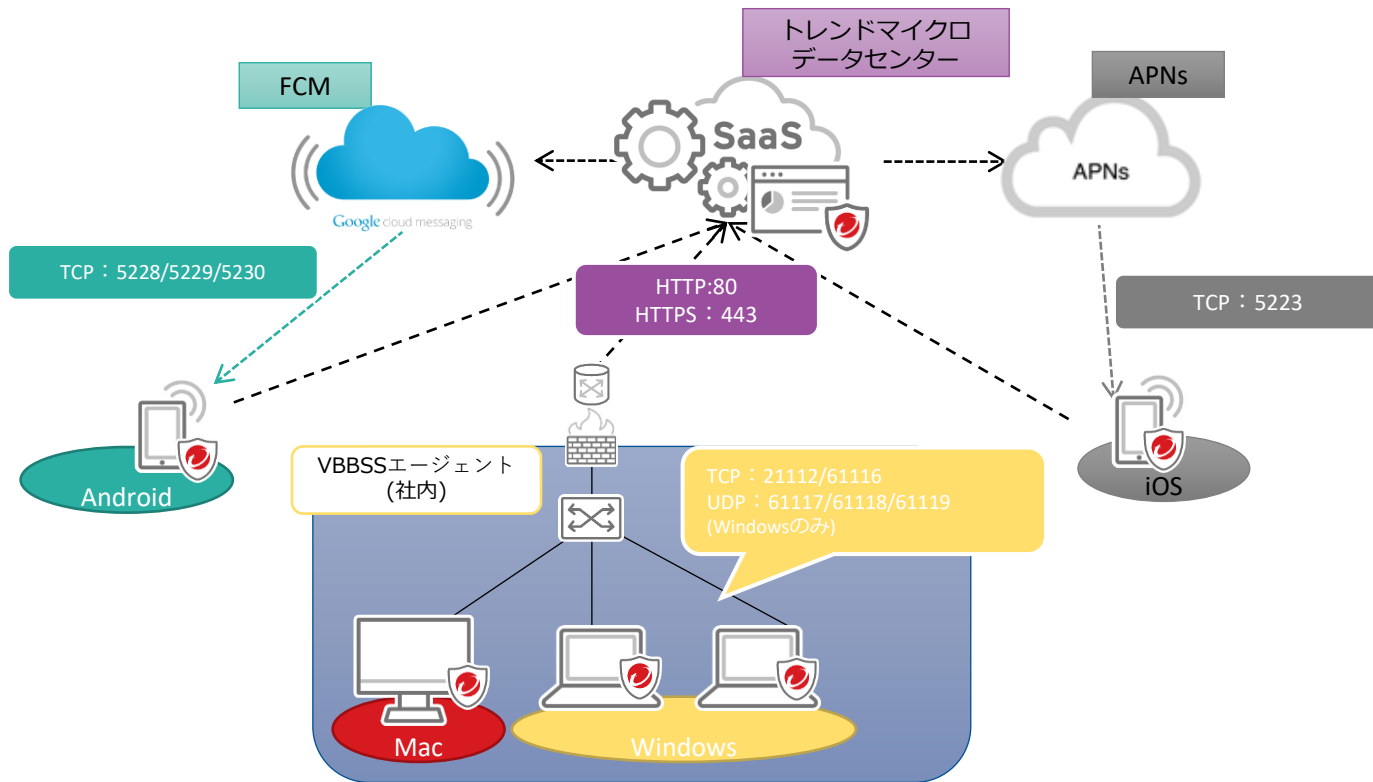 トレンドマイクロ
データセンター
FCM
APNs
SaaS
APNs
Google cloud messaging
TCP：5228/5229/5230
HTTP:80
HTTPS：443
TCP：5223
VBBSSエージェント
(社内)
TCP：21112/61116
UDP：61117/61118/61119
(Windowsのみ)
Android
iOS
Mac
Windows